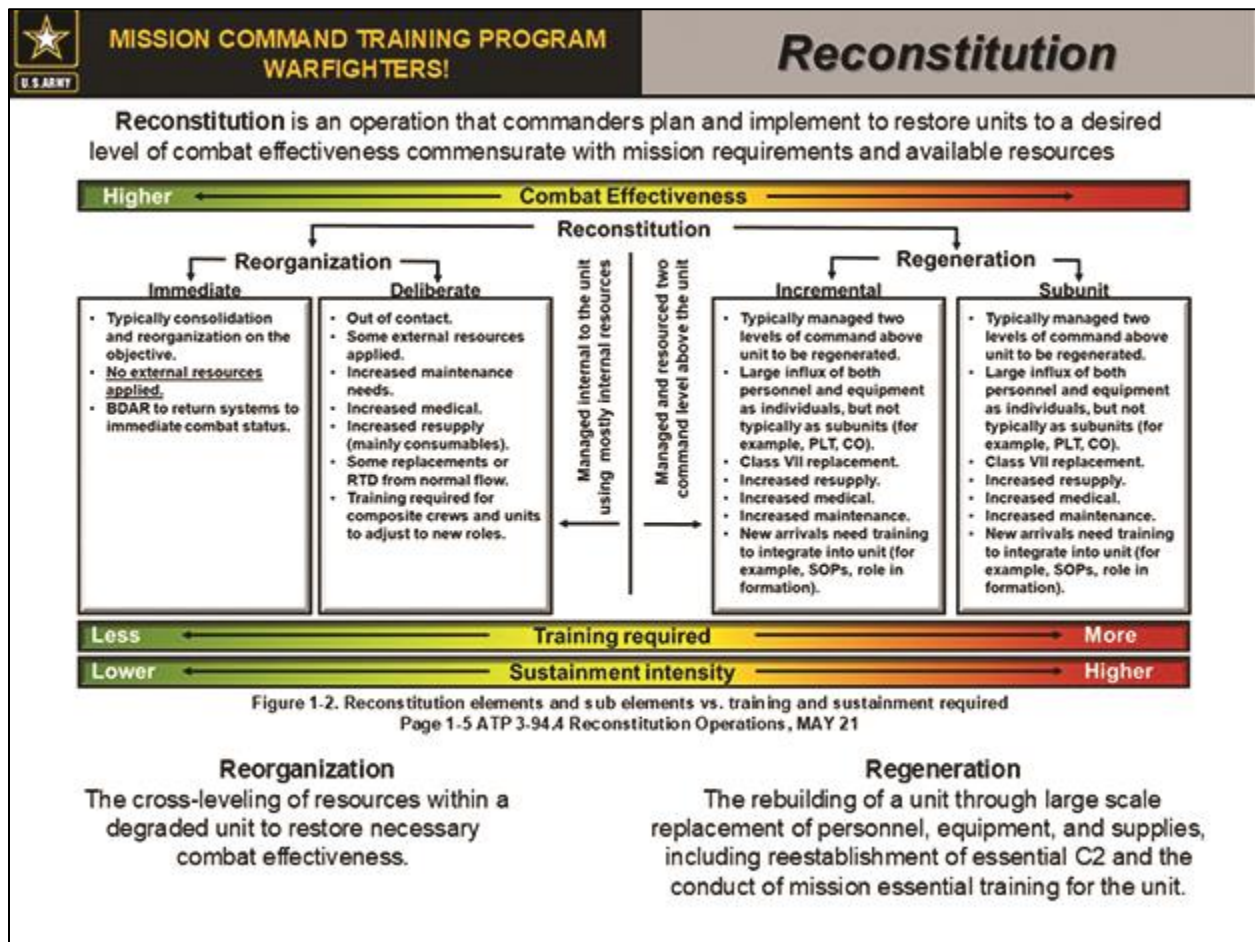 U.S.ARMY
MISSION COMMAND TRAINING PROGRAM
WARFIGHTERS!
Reconstitution
Reconstitution is an operation that commanders plan and implement to restore units to a desired
level of combat effectiveness commensurate with mission requirements and available resources
Higher
Combat Effectiveness
Reconstitution
Reorganization
Immediate
• Typically consolidation
and reorganization on the
objective.
• No external resources
applied.
• BDAR to return systems to
immediate combat status.
Deliberate
• Out of contact.
• Some external resources
applied.
• Increased maintenance
needs.
• Increased medical.
• Increased resupply
(mainly consumables).
• Some replacements or
RTD from normal flow.
• Training required for
composite crews and units
to adjust to new roles.
Managed internal to the unit
using mostly internal resources
Managed and resourced two
command level above the unit
Regeneration
Incremental
• Typically managed two
levels of command above
unit to be regenerated.
• Large influx of both
personnel and equipment
as individuals, but not
typically as subunits (for
example, PLT, CO).
• Class VII replacement.
• Increased resupply.
• Increased medical.
• Increased maintenance.
• New arrivals need training
to integrate into unit (for
example, SOPs, role in
formation).
Subunit
• Typically managed two
levels of command above
unit to be regenerated.
• Large influx of both
personnel and equipment
as individuals, but not
typically as subunits (for
example, PLT, CO).
• Class VII replacement.
• Increased resupply.
• Increased medical.
• Increased maintenance.
• New arrivals need training
to integrate into unit (for
example, SOPs, role in
formation).
Less
Training required
More
Lower
Sustainment intensity
Higher
Figure 1-2. Reconstitution elements and sub elements vs. training and sustainment required
Page 1-5 ATP 3-94.4 Reconstitution Operations, MAY 21
Reorganization
The cross-leveling of resources within a
degraded unit to restore necessary
combat effectiveness.
Regeneration
The rebuilding of a unit through large scale
replacement of personnel, equipment, and supplies,
including reestablishment of essential C2 and the
conduct of mission essential training for the unit.